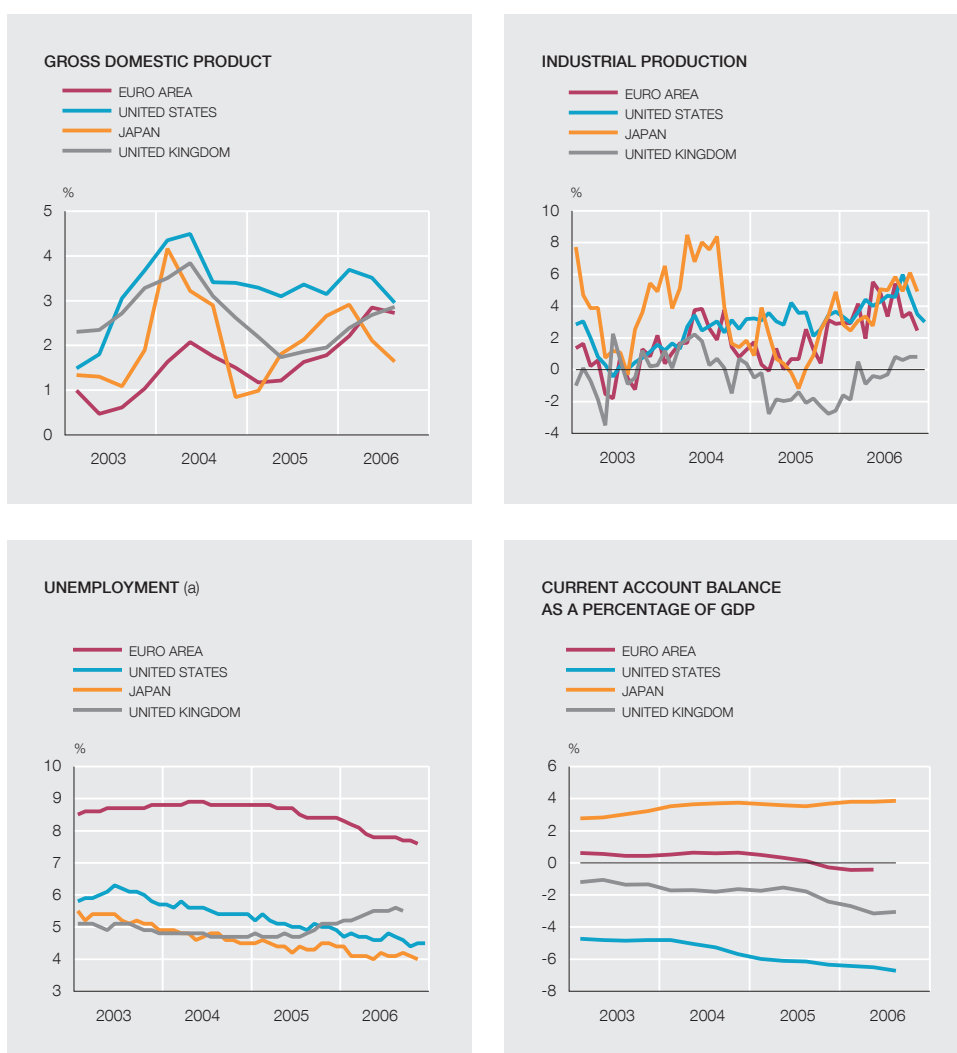 GROSS DOMESTIC PRODUCT
EURO AREA
UNITED STATES
JAPAN
UNITED KINGDOM
%
5
4
3
2
1
0
2003 2004 2005 2006
INDUSTRIAL PRODUCTION
EURO AREA
UNITED STATES
JAPAN
UNITED KINGDOM
%
10
8
6
4
2
0
-2
-4
2003 2004 2005 2006
UNEMPLOYMENT (a)
EURO AREA
UNITED STATES
JAPAN
UNITED KINGDOM
%
10
9
8
7
6
5
4
3
2003 2004 2005 2006
CURRENT ACCOUNT BALANCE
AS A PERCENTAGE OF GDP
EURO AREA
UNITED STATES
JAPAN
UNITED KINGDOM
%
6
4
2
0
-2
-4
-6
-8
2003 2004 2005 2006